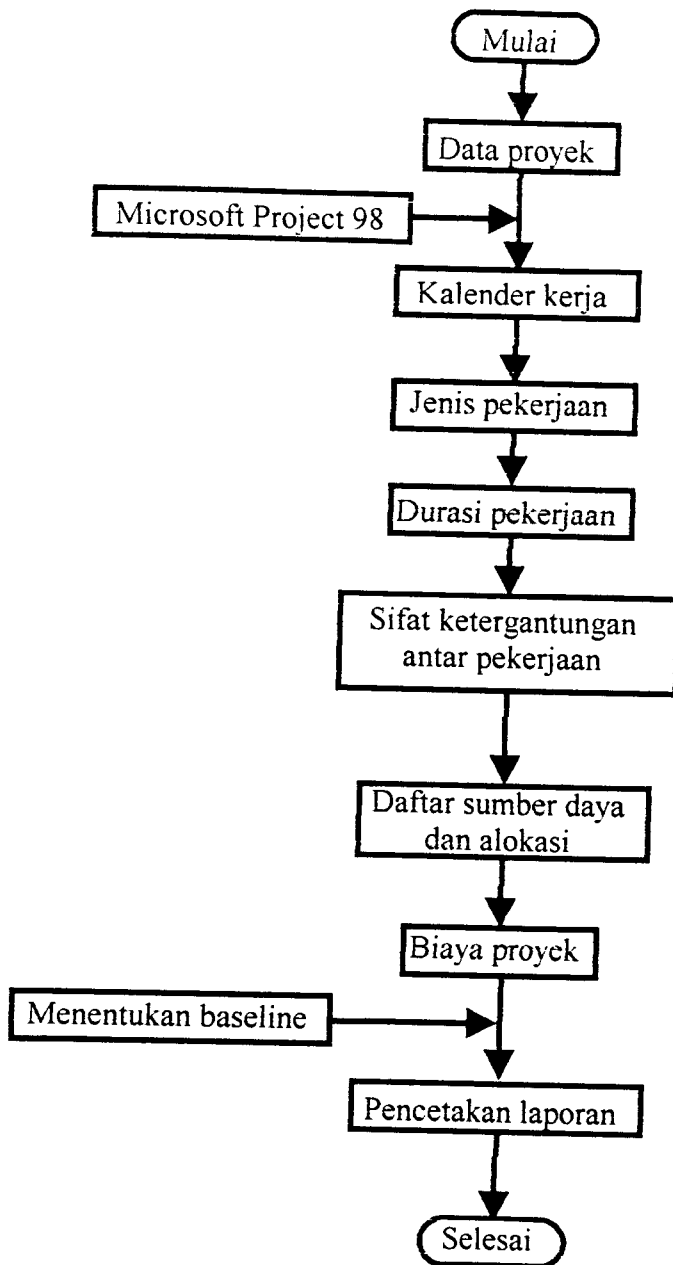 Mulai
Data proyek
Microsoft Project 98
Kalender kerja
Jenis pekerjaan
Durasi pekerjaan
Sifat ketergantungan
antar pekerjaan
Daftar sumber daya
dan alokasi
Biaya proyek
Menentukan baseline
Pencetakan laporan
Selesai